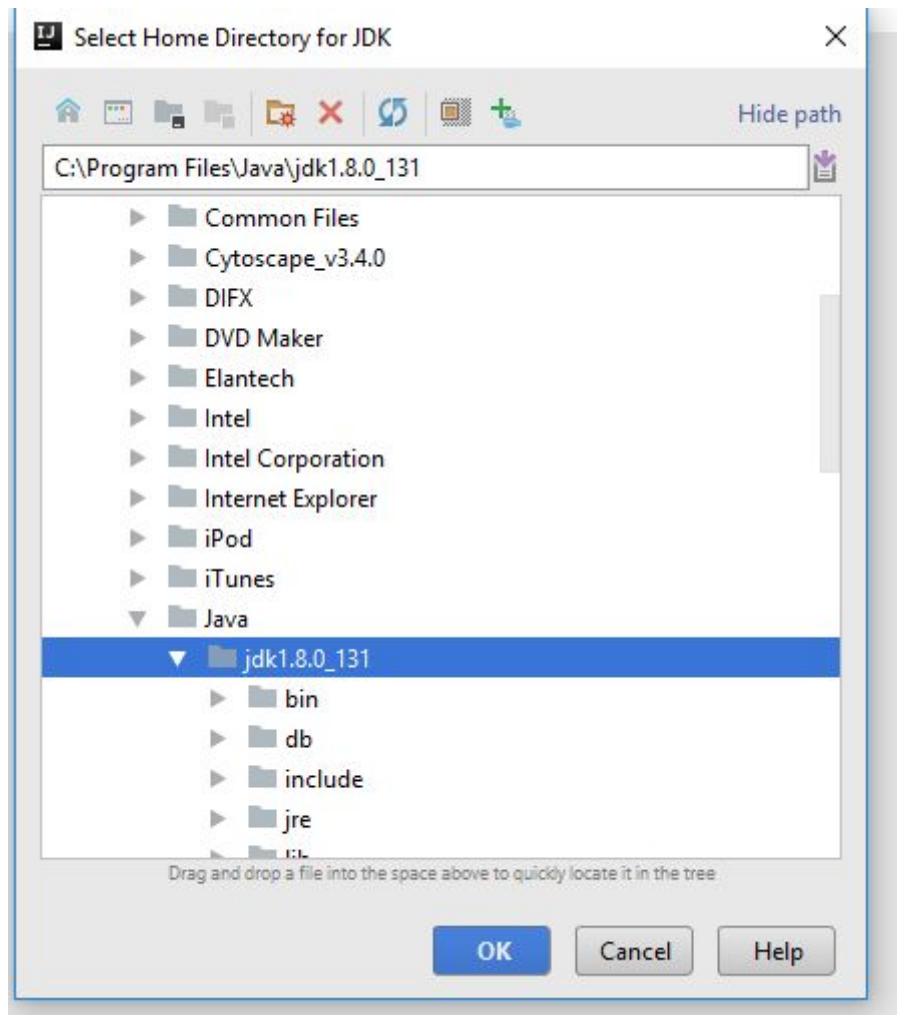 IJ Select Home Directory for JDK
Hide path
C:\Program Files\Java\jdk1.8.0_131
Common Files
Cytoscape_v3.4.0
DIFX
DVD Maker
Elantech
Intel
Intel Corporation
Internet Explorer
iPod
iTunes
Java
jdk1.8.0_131
bin
db
include
jre
lib
Drag and drop a file into the space above to quickly locate it in the tree
OK Cancel Help